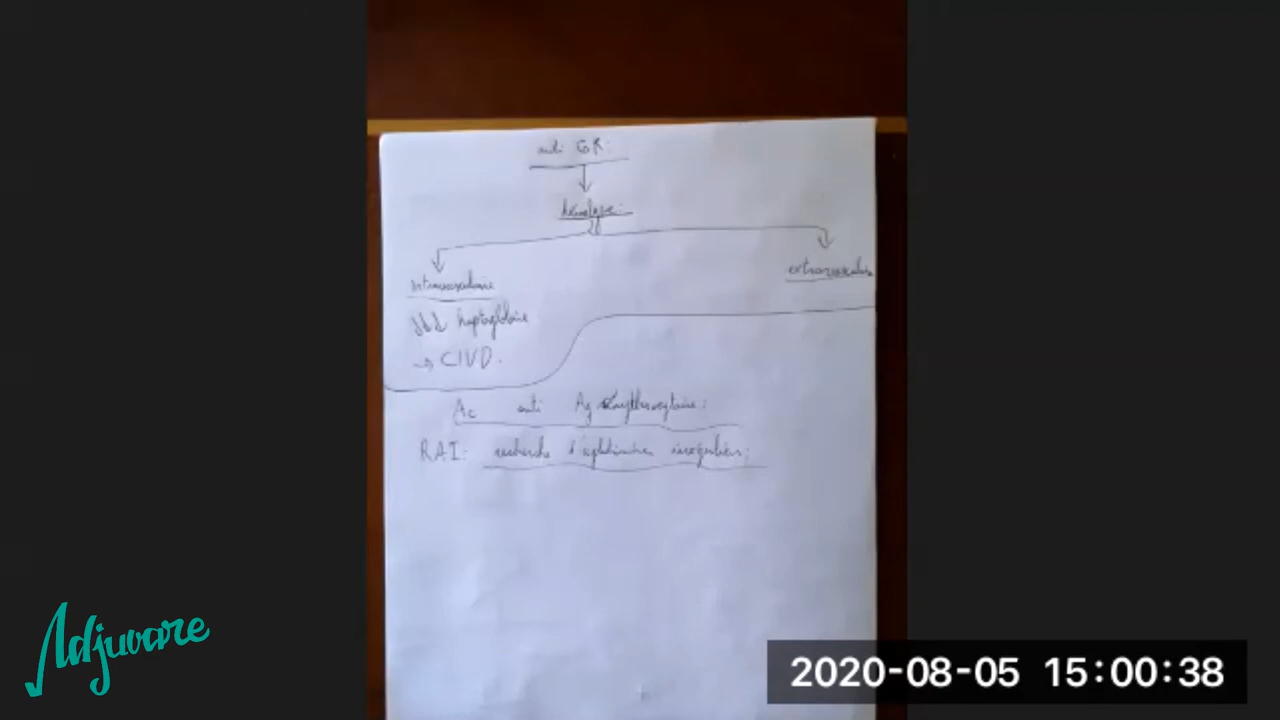 anti GR:
hémolyse:
intravasculaire
extravasculaire
↓↓↓ haptoglobine
→ CIVD.
Ac anti Ag érythrocytaire:
RAI: recherche d'agglutinines irrégulières:
Adjuvare
2020-08-05 15:00:38